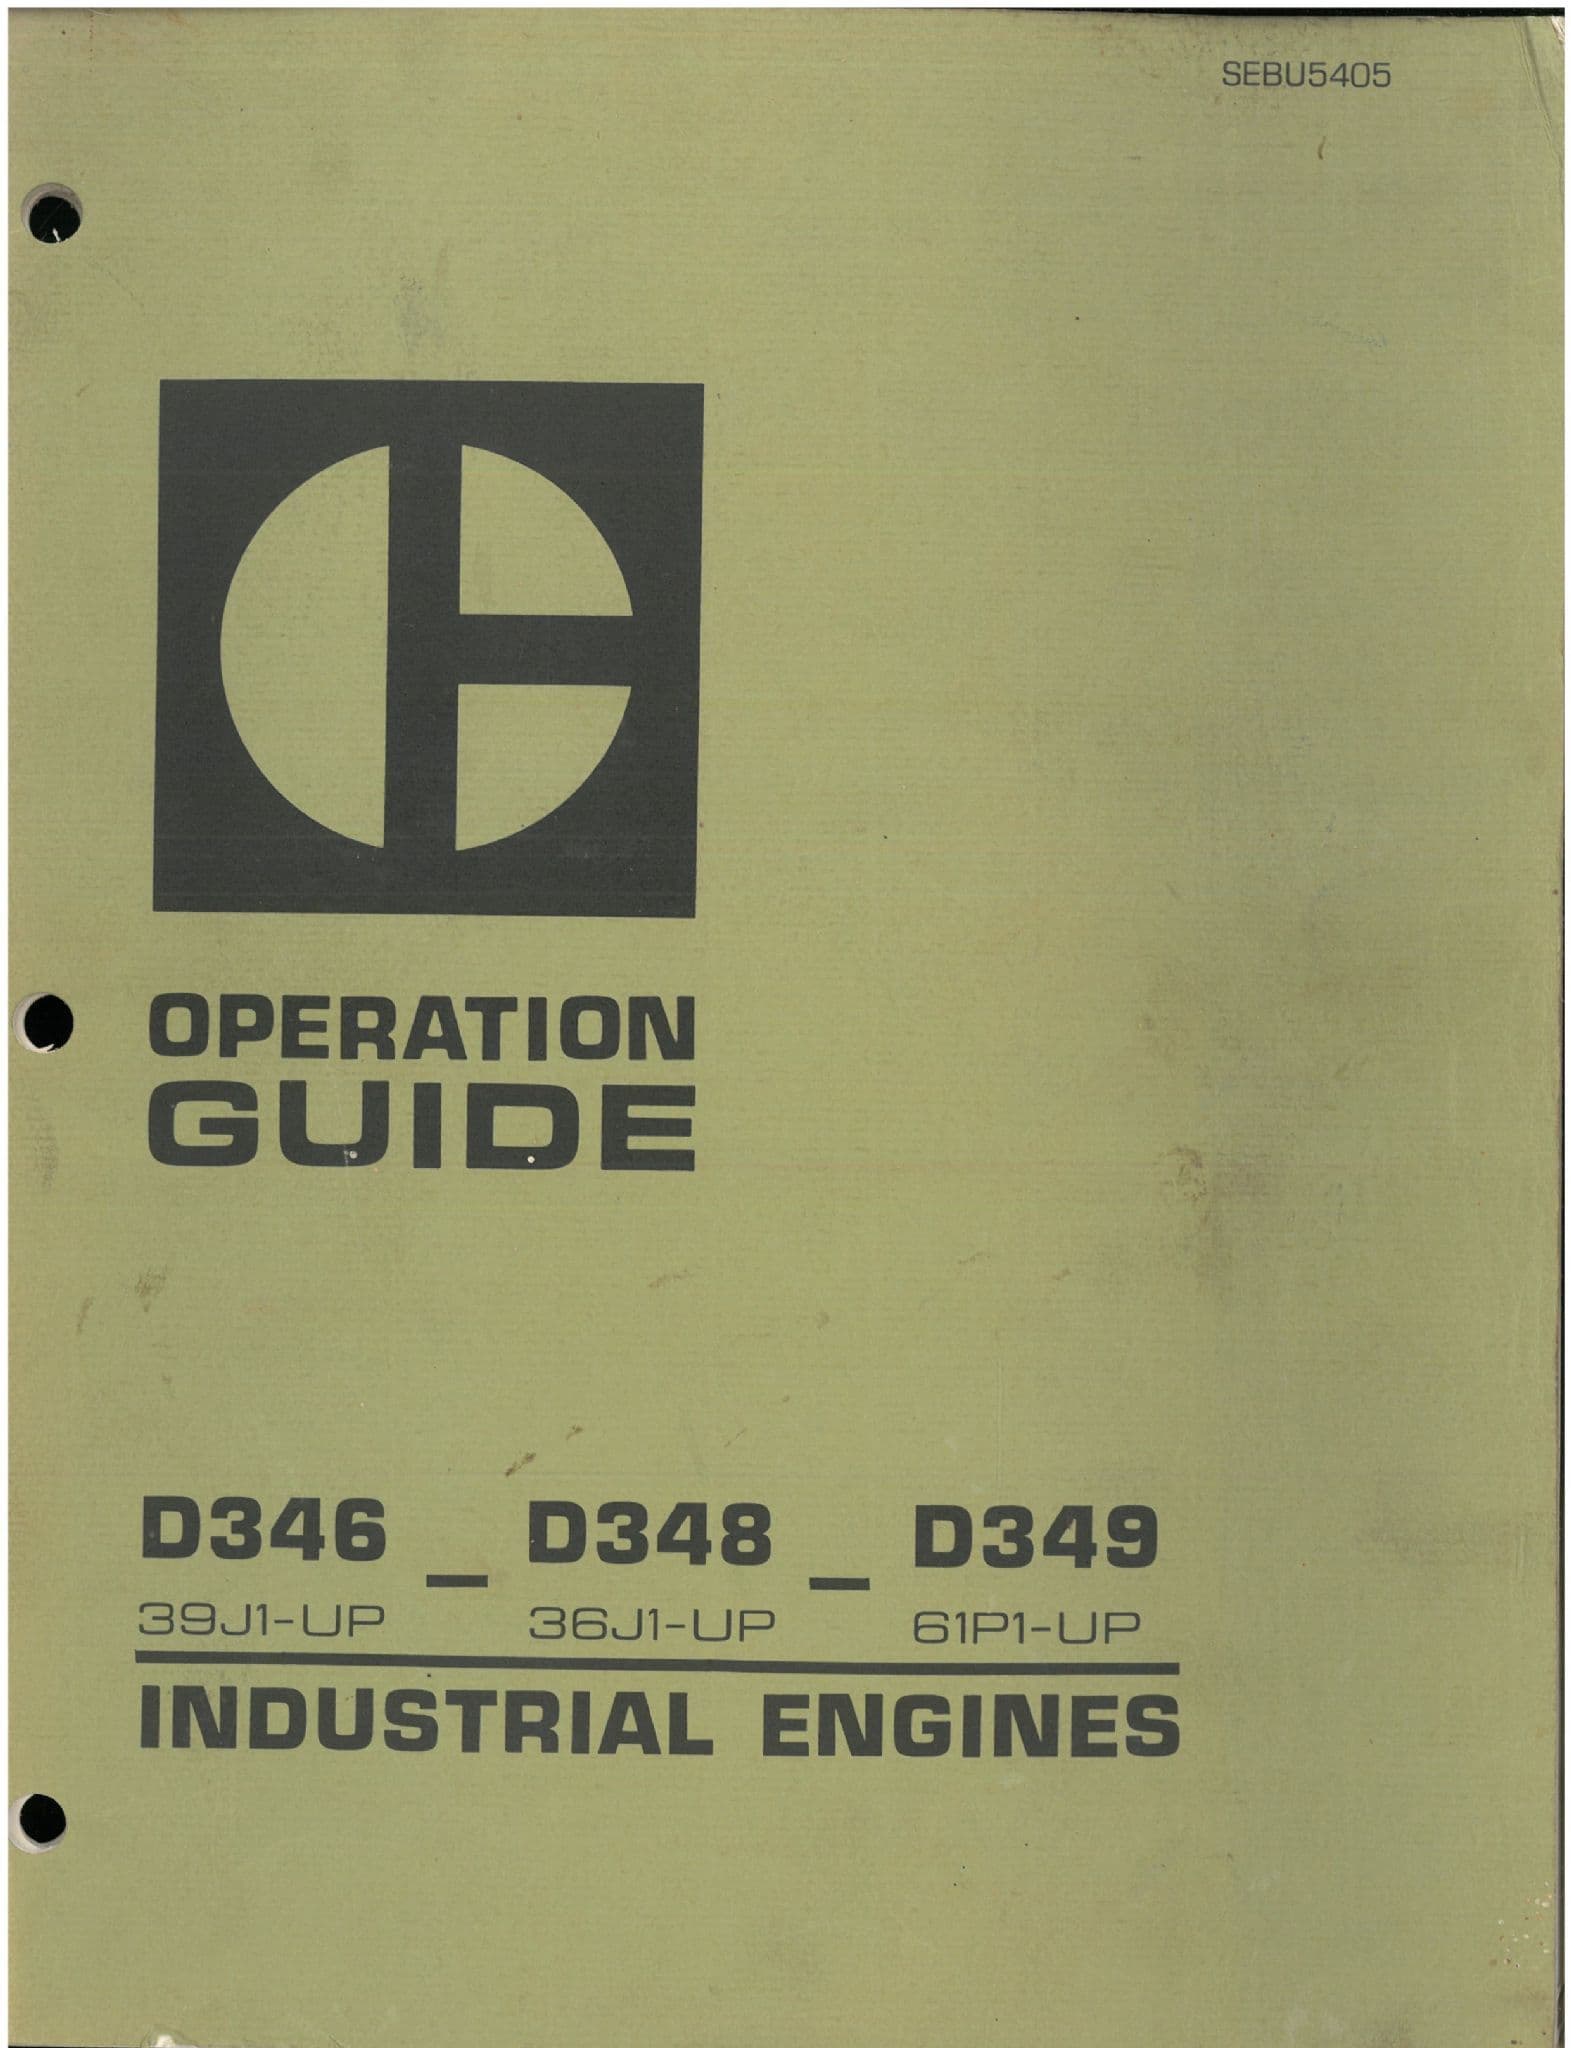 SEBU5405
OPERATION
GUIDE
D346 _ D348 _ D349
39J1-UP 36J1-UP 61P1-UP
INDUSTRIAL ENGINES